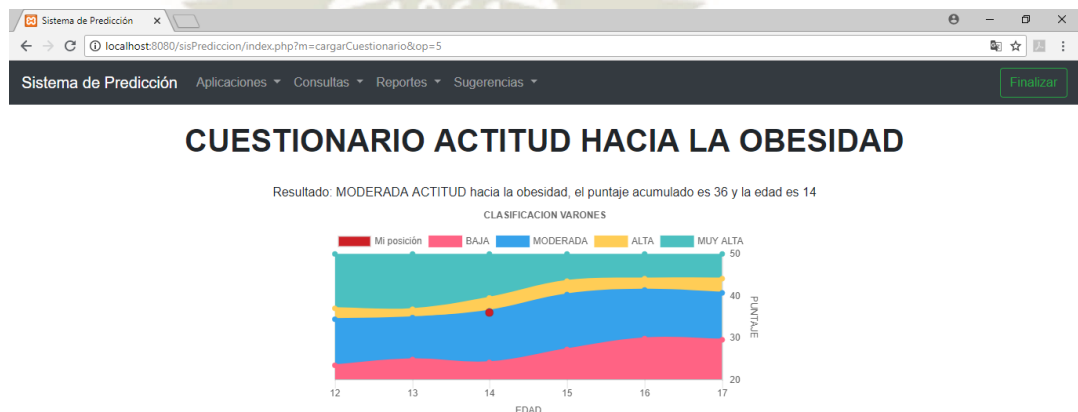 Sistema de Predicción
localhost:8080/sisPrediccion/index.php?m=cargarCuestionario&op=5
Sistema de Predicción Aplicaciones Consultas Reportes Sugerencias Finalizar
CUESTIONARIO ACTITUD HACIA LA OBESIDAD
Resultado: MODERADA ACTITUD hacia la obesidad, el puntaje acumulado es 36 y la edad es 14
CLASIFICACION VARONES
Mi posición BAJA MODERADA ALTA MUY ALTA
50
40
30
20
PUNTAJE
12 13 14 15 16 17
EDAD